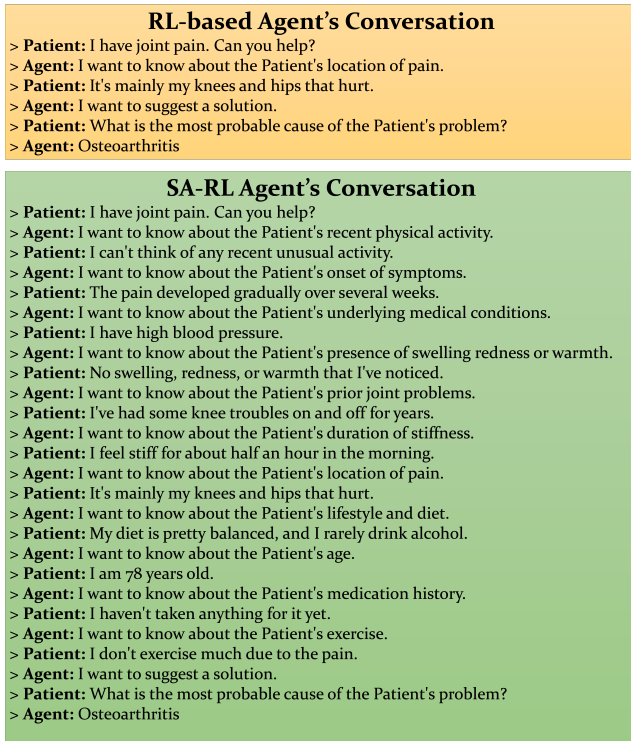 RL-based Agent's Conversation
> Patient: I have joint pain. Can you help?
> Agent: I want to know about the Patient's location of pain.
> Patient: It's mainly my knees and hips that hurt.
> Agent: I want to suggest a solution.
> Patient: What is the most probable cause of the Patient's problem?
> Agent: Osteoarthritis
SA-RL Agent's Conversation
> Patient: I have joint pain. Can you help?
> Agent: I want to know about the Patient's recent physical activity.
> Patient: I can't think of any recent unusual activity.
> Agent: I want to know about the Patient's onset of symptoms.
> Patient: The pain developed gradually over several weeks.
> Agent: I want to know about the Patient's underlying medical conditions.
> Patient: I have high blood pressure.
> Agent: I want to know about the Patient's presence of swelling redness or warmth.
> Patient: No swelling, redness, or warmth that I've noticed.
> Agent: I want to know about the Patient's prior joint problems.
> Patient: I've had some knee troubles on and off for years.
> Agent: I want to know about the Patient's duration of stiffness.
> Patient: I feel stiff for about half an hour in the morning.
> Agent: I want to know about the Patient's location of pain.
> Patient: It's mainly my knees and hips that hurt.
> Agent: I want to know about the Patient's lifestyle and diet.
> Patient: My diet is pretty balanced, and I rarely drink alcohol.
> Agent: I want to know about the Patient's age.
> Patient: I am 78 years old.
> Agent: I want to know about the Patient's medication history.
> Patient: I haven't taken anything for it yet.
> Agent: I want to know about the Patient's exercise.
> Patient: I don't exercise much due to the pain.
> Agent: I want to suggest a solution.
> Patient: What is the most probable cause of the Patient's problem?
> Agent: Osteoarthritis